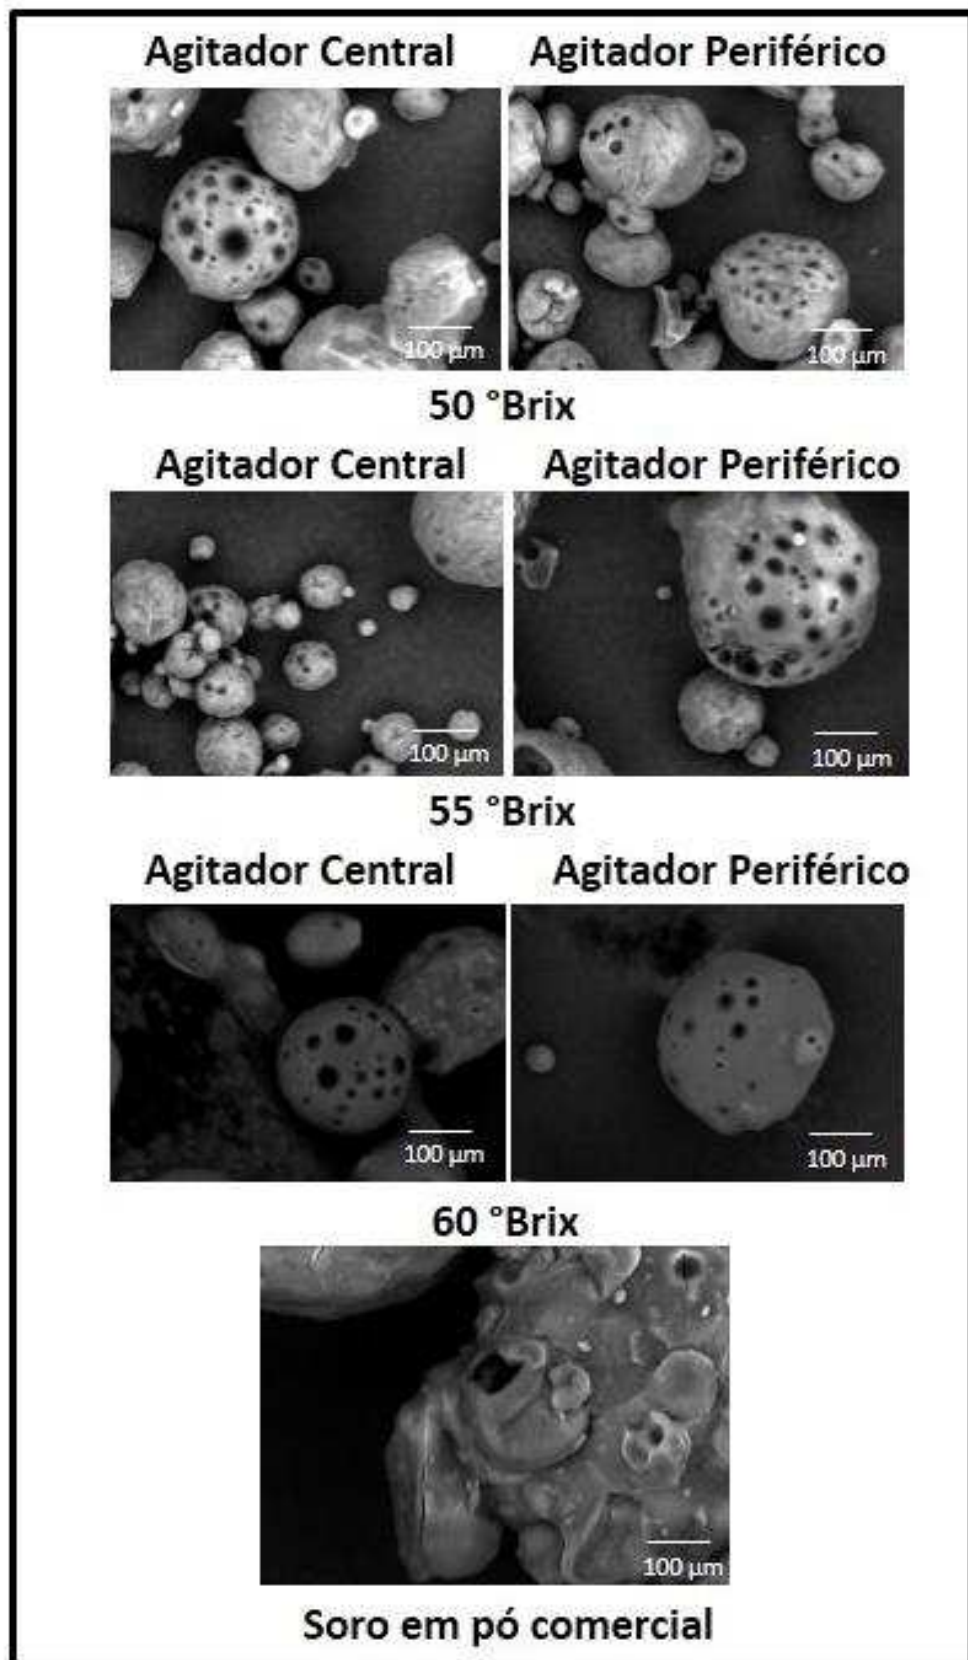 Agitador Central Agitador Periférico
100 µm 100 µm
50 °Brix
Agitador Central Agitador Periférico
100 µm 100 µm
55 °Brix
Agitador Central Agitador Periférico
100 µm 100 µm
60 °Brix
100 µm
Soro em pó comercial